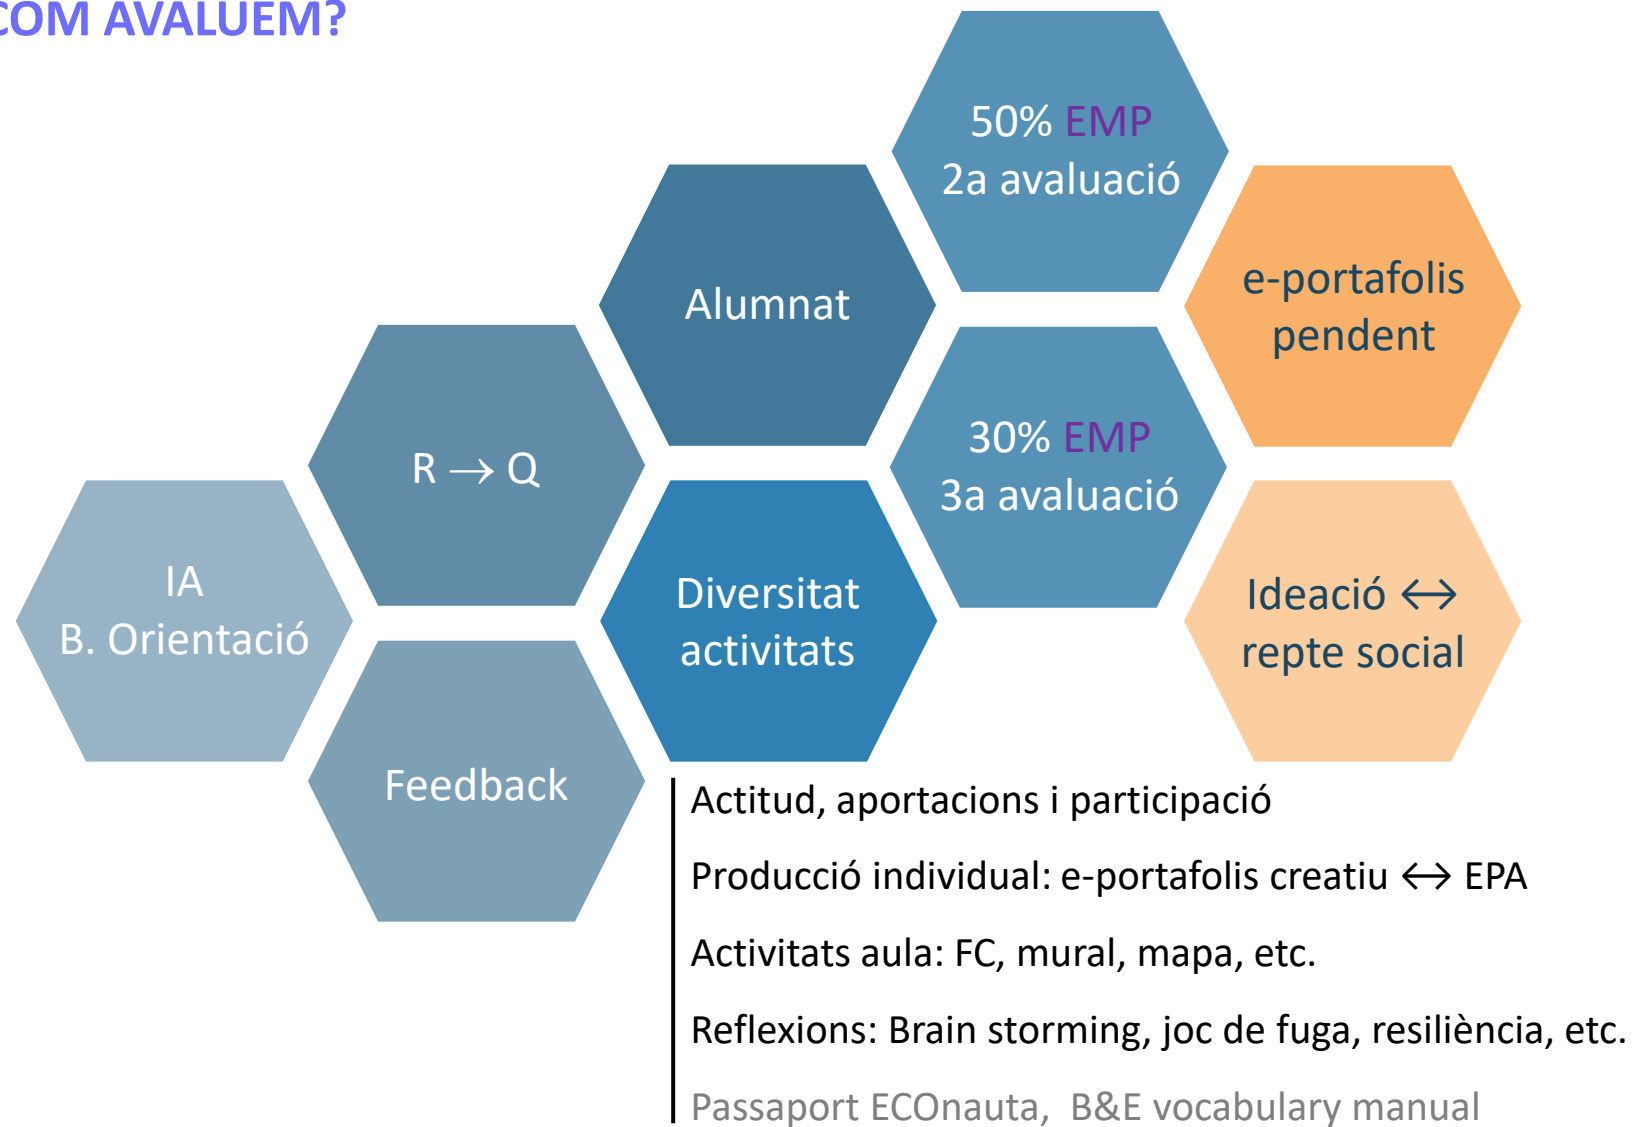 COM AVALUEM?
50% EMP
2a avaluació
Alumnat
e-portafolis
pendent
R → Q
30% EMP
3a avaluació
IA
B. Orientació
Diversitat
activitats
Ideació ↔
repte social
Feedback
Actitud, aportacions i participació
Producció individual: e-portafolis creatiu ↔ EPA
Activitats aula: FC, mural, mapa, etc.
Reflexions: Brain storming, joc de fuga, resiliència, etc.
Passaport ECOnauta, B&E vocabulary manual